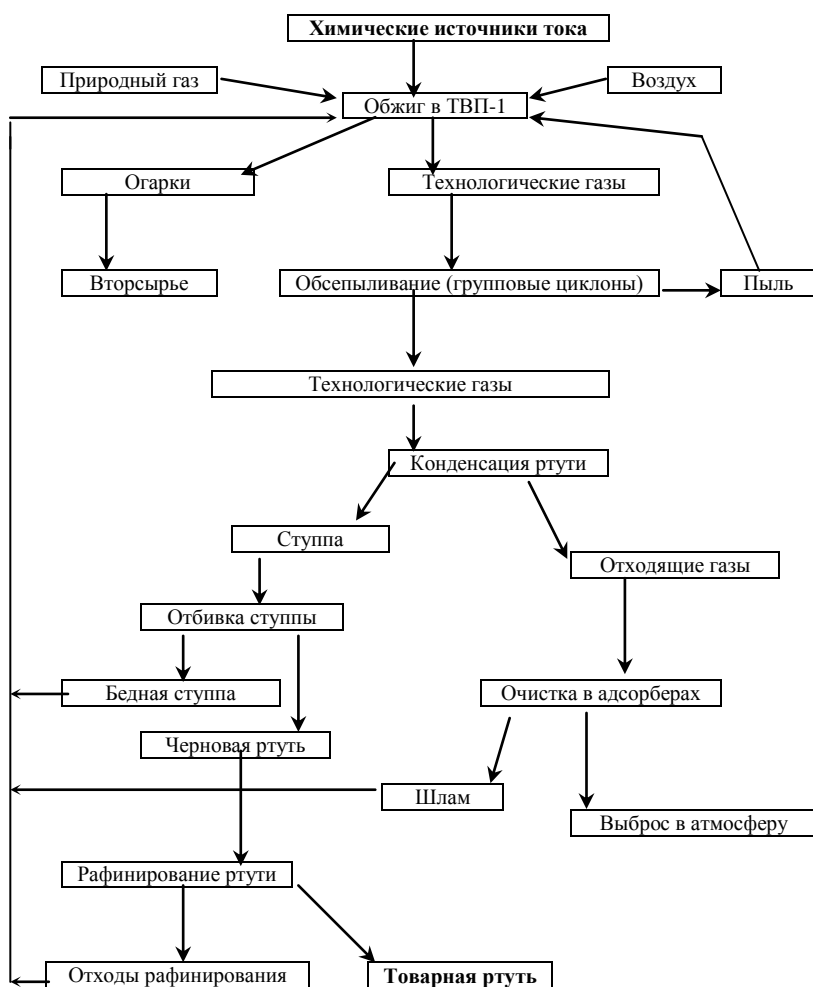 Химические источники тока
Природный газ
Воздух
Обжиг в ТВП-1
Огарки
Технологические газы
Вторсырье
Обсепыливание (групповые циклоны)
Пыль
Технологические газы
Конденсация ртути
Ступпа
Отходящие газы
Отбивка ступпы
Бедная ступпа
Очистка в адсорберах
Черновая ртуть
Шлам
Выброс в атмосферу
Рафинирование ртути
Отходы рафинирования
Товарная ртуть